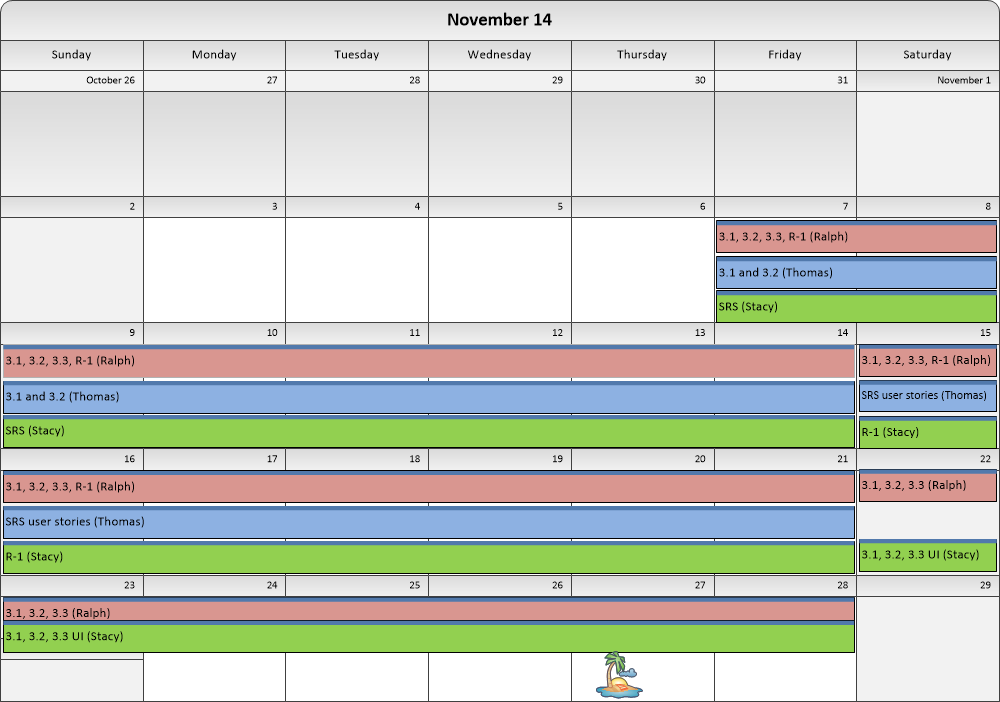 November 14
Sunday Monday Tuesday Wednesday Thursday Friday Saturday
October 26 27 28 29 30 31 November 1
2 3 4 5 6 7 8
3.1, 3.2, 3.3, R-1 (Ralph)
3.1 and 3.2 (Thomas)
SRS (Stacy)
9 10 11 12 13 14 15
3.1, 3.2, 3.3, R-1 (Ralph) 3.1, 3.2, 3.3, R-1 (Ralph)
3.1 and 3.2 (Thomas) SRS user stories (Thomas)
SRS (Stacy) R-1 (Stacy)
16 17 18 19 20 21 22
3.1, 3.2, 3.3, R-1 (Ralph) 3.1, 3.2, 3.3 (Ralph)
SRS user stories (Thomas)
R-1 (Stacy) 3.1, 3.2, 3.3 UI (Stacy)
23 24 25 26 27 28 29
3.1, 3.2, 3.3 (Ralph)
3.1, 3.2, 3.3 UI (Stacy)